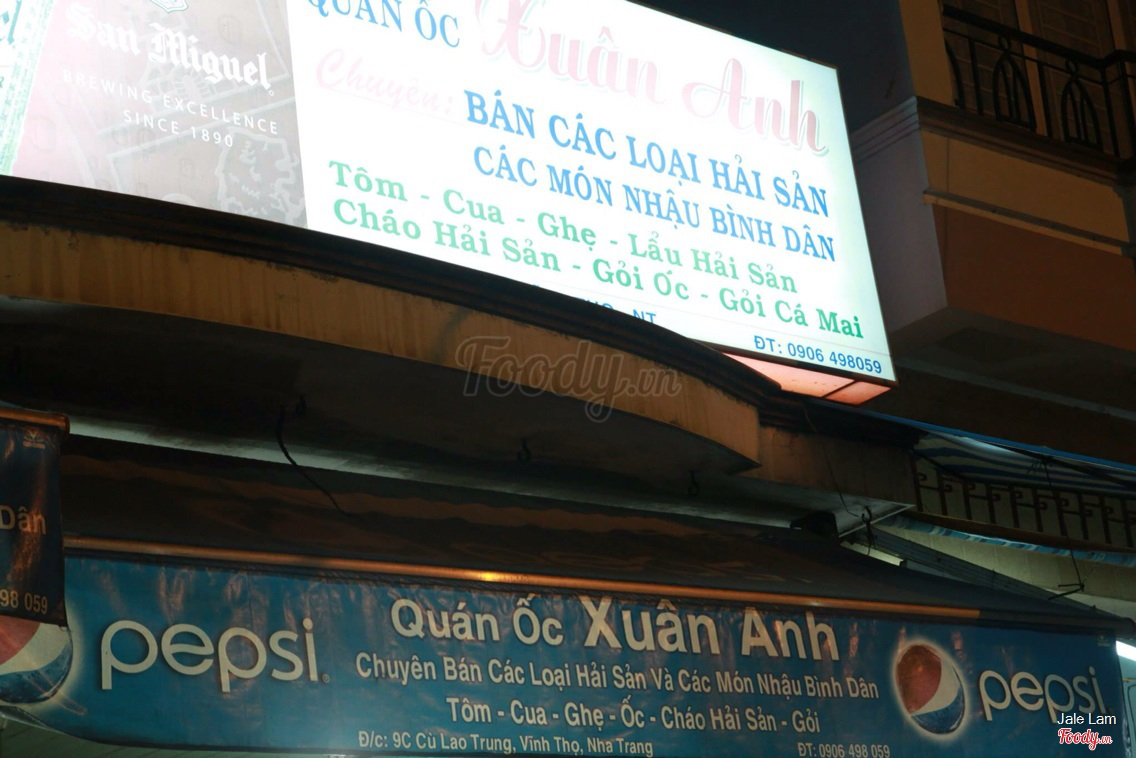 San Miguel
BREWING EXCELLENCE
SINCE 1890
QUÁN ỐC Xuân Anh
Chuyên: BÁN CÁC LOẠI HẢI SẢN
CÁC MÓN NHẬU BÌNH DÂN
Tôm - Cua - Ghẹ - Lẩu Hải Sản
Cháo Hải Sản - Gỏi Ốc - Gỏi Cá Mai
NT
ĐT: 0906 498059
Foody.vn
Dân
98 059
pepsi
Quán Ốc Xuân Anh
Chuyên Bán Các Loại Hải Sản Và Các Món Nhậu Bình Dân
Tôm - Cua - Ghẹ - Ốc - Cháo Hải Sản - Gỏi
Đ/c: 9C Cù Lao Trung, Vĩnh Thọ, Nha Trang
ĐT: 0906 498 059
pepsi
Jale Lam
Foody.vn